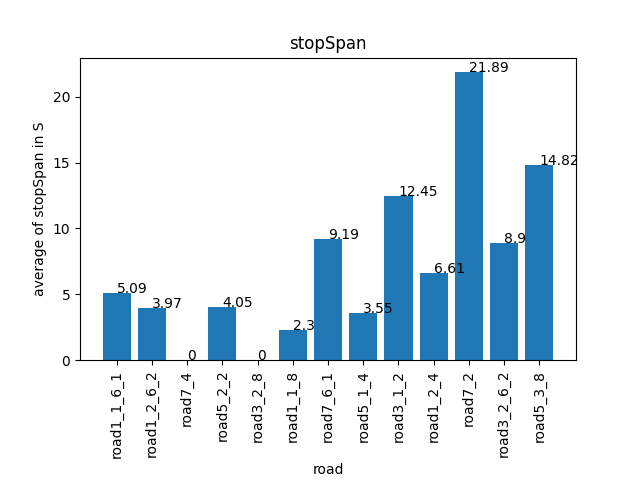 stopSpan
average of stopSpan in S
20
15
10
5
0
5.09
3.97
0
4.05
0
2.3
9.19
3.55
12.45
6.61
21.89
8.9
14.82
road1_1_6_1
road1_2_6_2
road7_4
road5_2_2
road3_2_8
road1_1_8
road7_6_1
road5_1_4
road3_1_2
road1_2_4
road7_2
road3_2_6_2
road5_3_8
road